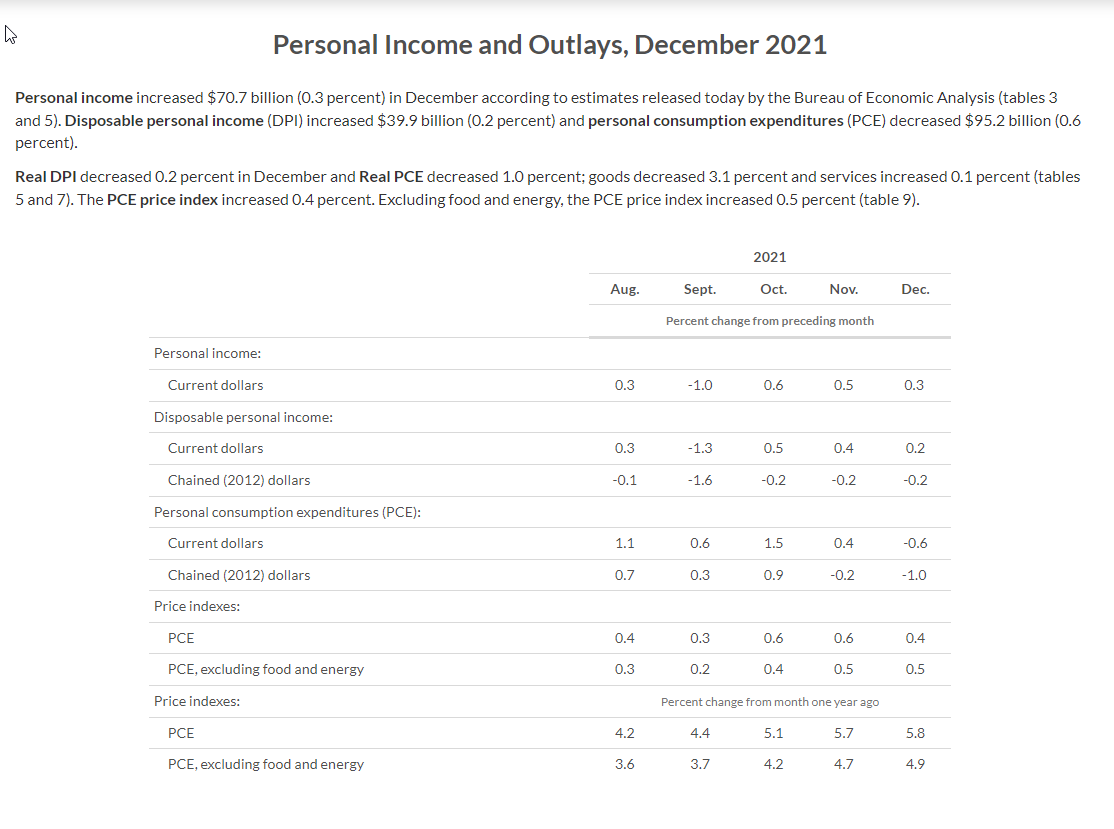 Personal Income and Outlays, December 2021
Personal income increased $70.7 billion (0.3 percent) in December according to estimates released today by the Bureau of Economic Analysis (tables 3
and 5). Disposable personal income (DPI) increased $39.9 billion (0.2 percent) and personal consumption expenditures (PCE) decreased $95.2 billion (0.6
percent).
Real DPI decreased 0.2 percent in December and Real PCE decreased 1.0 percent; goods decreased 3.1 percent and services increased 0.1 percent (tables
5 and 7). The PCE price index increased 0.4 percent. Excluding food and energy, the PCE price index increased 0.5 percent (table 9).
2021
Aug. Sept. Oct. Nov. Dec.
Percent change from preceding month
Personal income:
Current dollars 0.3 -1.0 0.6 0.5 0.3
Disposable personal income:
Current dollars 0.3 -1.3 0.5 0.4 0.2
Chained (2012) dollars -0.1 -1.6 -0.2 -0.2 -0.2
Personal consumption expenditures (PCE):
Current dollars 1.1 0.6 1.5 0.4 -0.6
Chained (2012) dollars 0.7 0.3 0.9 -0.2 -1.0
Price indexes:
PCE 0.4 0.3 0.6 0.6 0.4
PCE, excluding food and energy 0.3 0.2 0.4 0.5 0.5
Price indexes: Percent change from month one year ago
PCE 4.2 4.4 5.1 5.7 5.8
PCE, excluding food and energy 3.6 3.7 4.2 4.7 4.9